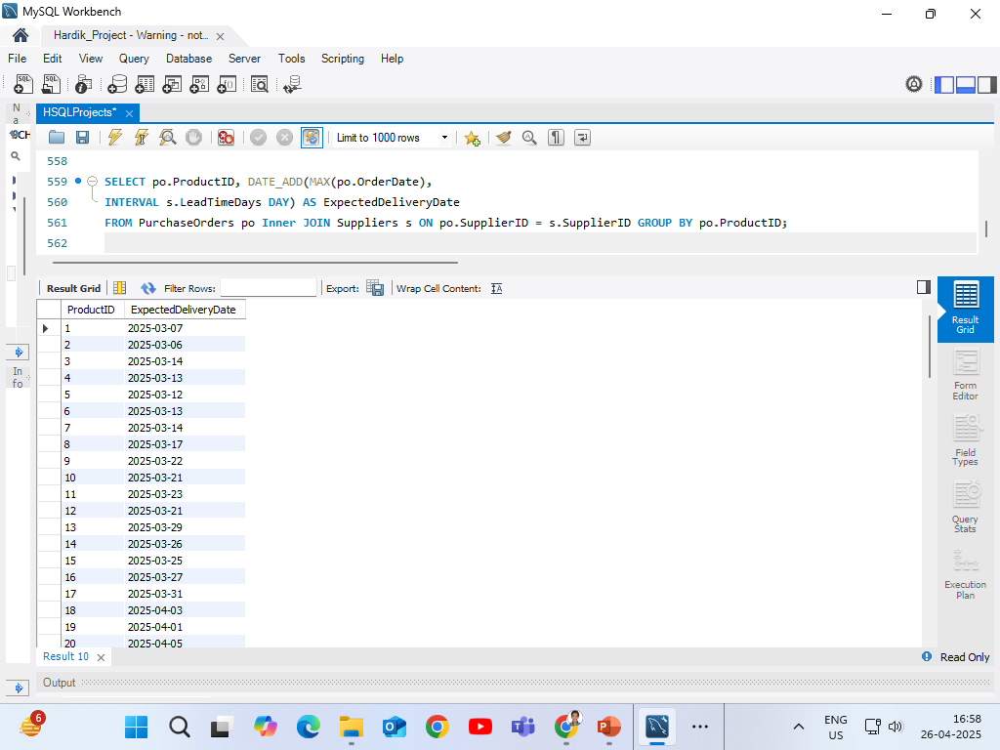 MySQL Workbench
Hardik_Project - Warning - not...
File Edit View Query Database Server Tools Scripting Help
SQL SQL
N
a
HSQLProjects*
SCH
Limit to 1000 rows
558
559 SELECT po.ProductID, DATE_ADD(MAX(po.OrderDate),
560 INTERVAL s.LeadTimeDays DAY) AS ExpectedDeliveryDate
561 FROM PurchaseOrders po Inner JOIN Suppliers s ON po.SupplierID = s.SupplierID GROUP BY po.ProductID;
562
Result Grid Filter Rows: Export: Wrap Cell Content: IA
ProductID ExpectedDeliveryDate
1 2025-03-07
2 2025-03-06
3 2025-03-14
4 2025-03-13
5 2025-03-12
6 2025-03-13
7 2025-03-14
8 2025-03-17
9 2025-03-22
10 2025-03-21
11 2025-03-23
12 2025-03-21
13 2025-03-29
14 2025-03-26
15 2025-03-25
16 2025-03-27
17 2025-03-31
18 2025-04-03
19 2025-04-01
20 2025-04-05
In
fo
Result
Grid
Form
Editor
Field
Types
Query
Stats
Execution
Plan
Result 10
Read Only
Output
6
ENG
US
16:58
26-04-2025